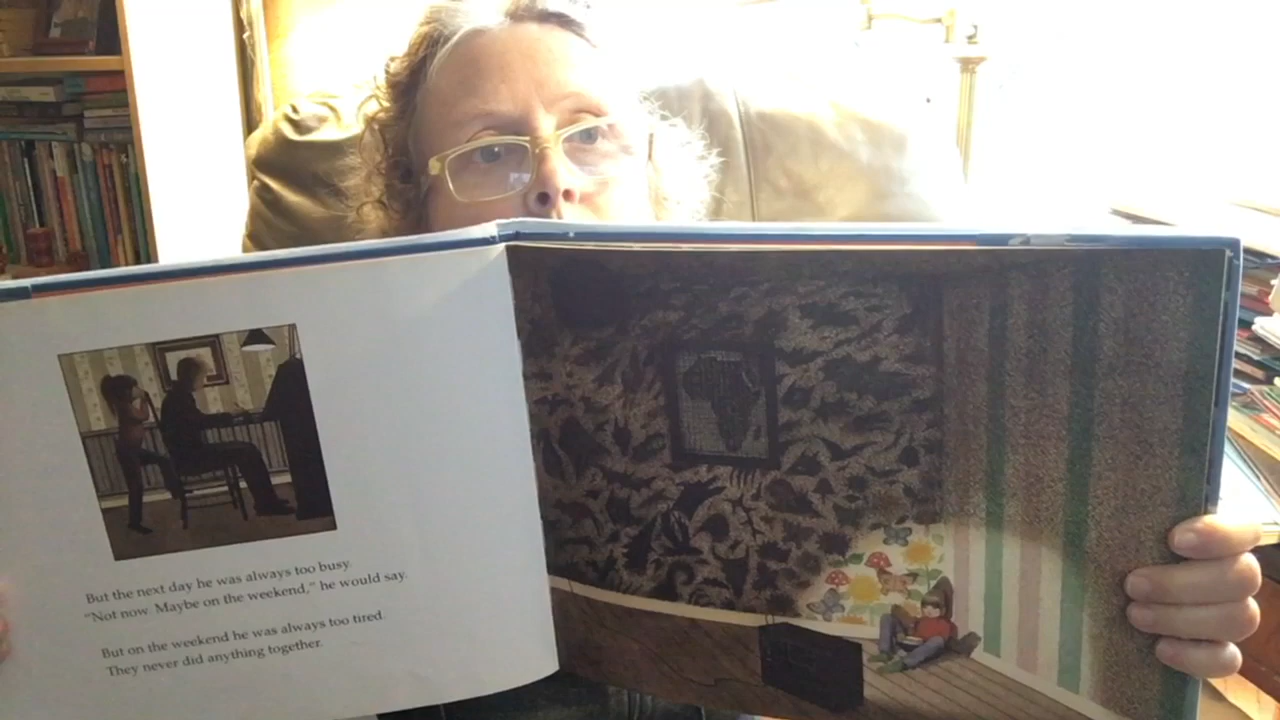 But the next day he was always too busy.
"Not now. Maybe on the weekend," he would say.
But on the weekend he was always too tired.
They never did anything together.